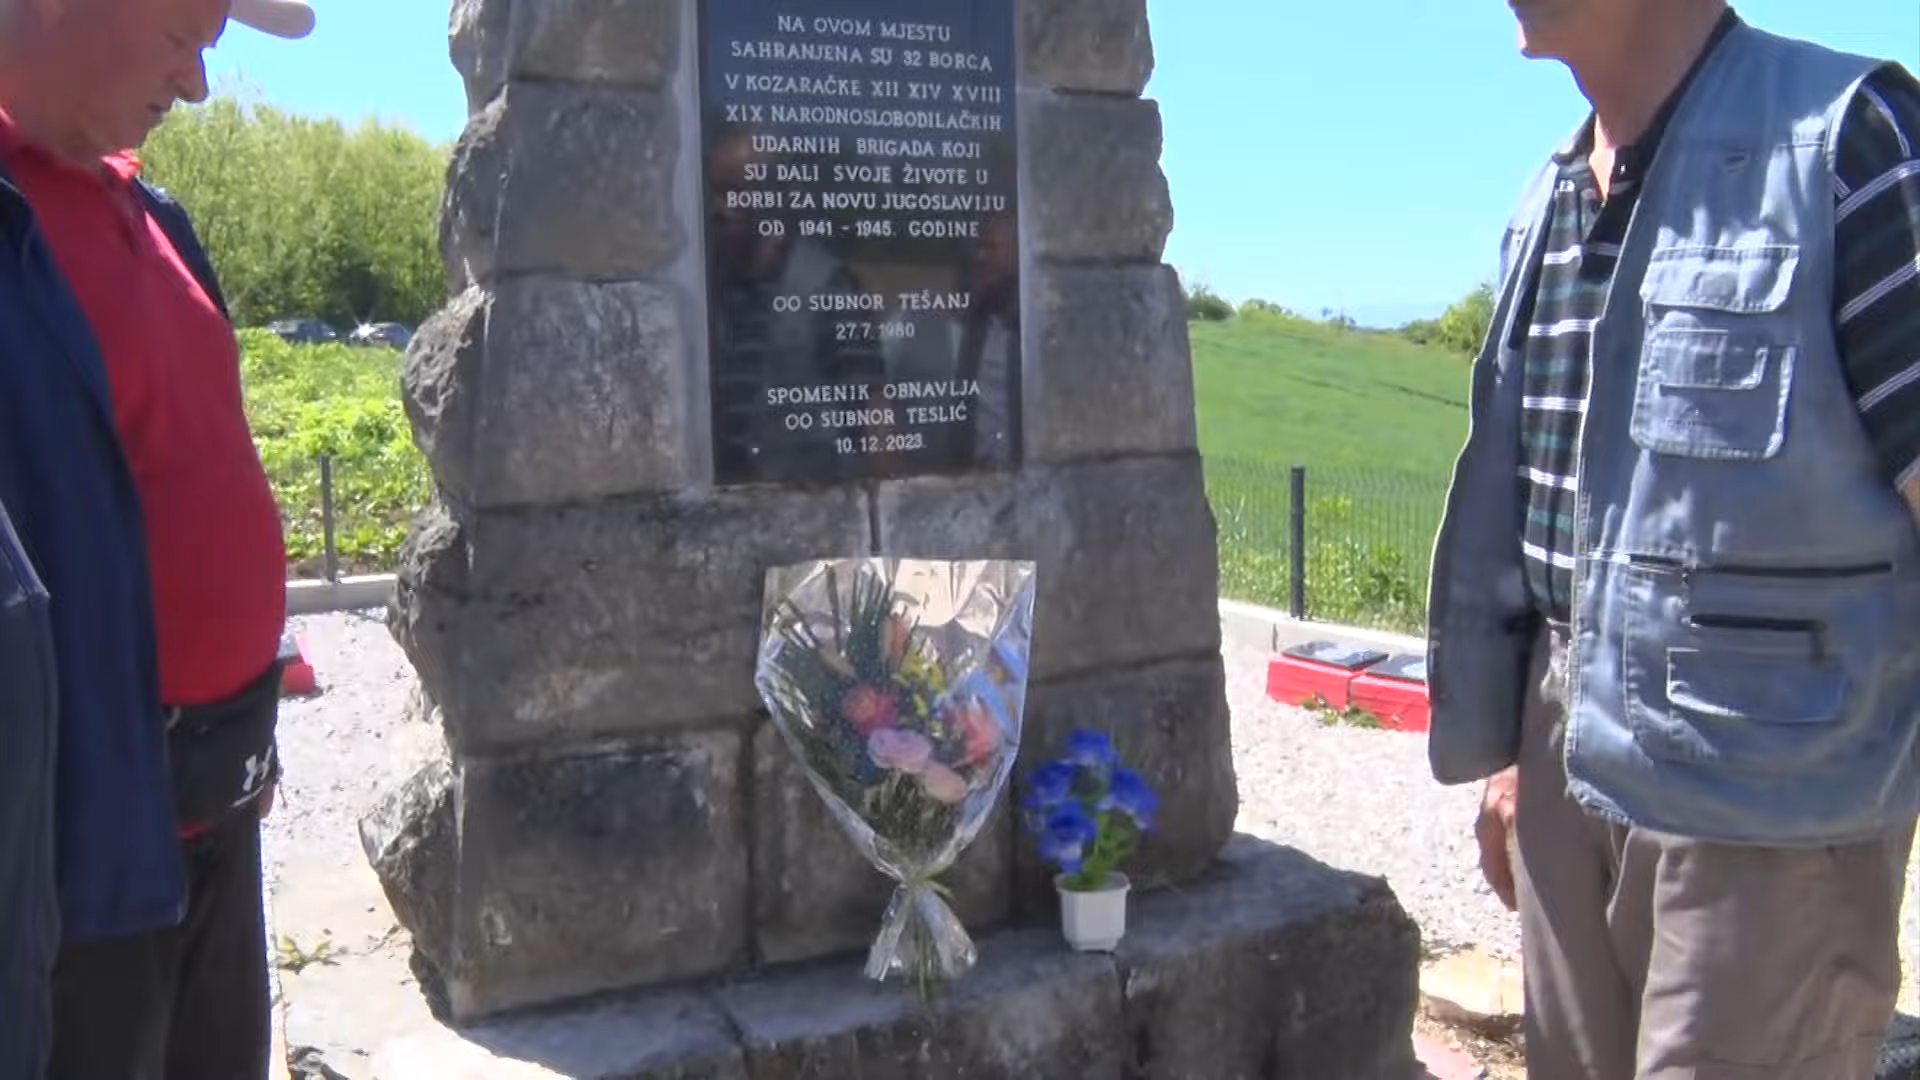 NA OVOM MJESTU
SAHRANJENA SU 32 BORCA
V KOZARAČKE XII XIV XVIII
XIX NARODNOSLOBODILAČKIH
UDARNIH BRIGADA KOJI
SU DALI SVOJE ŽIVOTE U
BORBI ZA NOVU JUGOSLAVIJU
OD 1941 - 1945. GODINE
OO SUBNOR TEŠANJ
27.7.1980
SPOMENIK OBNAVLJA
OO SUBNOR TESLIĆ
10.12.2023.